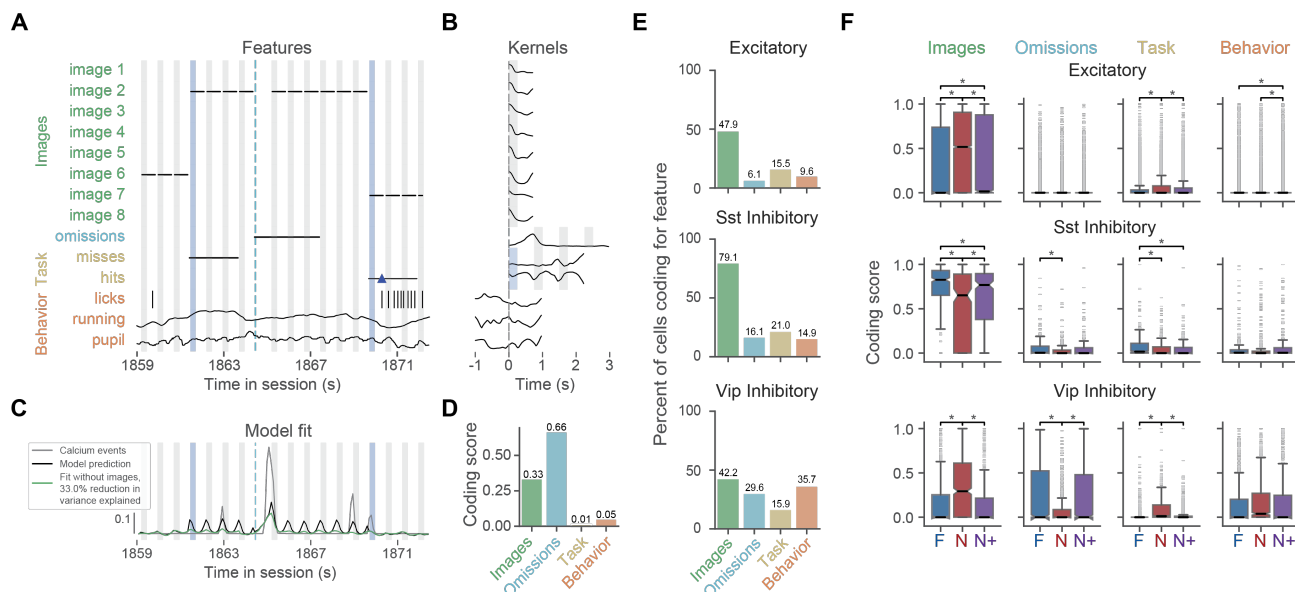 A
Features
Images
image 1
image 2
image 3
image 4
image 5
image 6
image 7
image 8
omissions
Task
misses
hits
Behavior
licks
running
pupil
1859
1863
1867
1871
Time in session (s)
B
Kernels
-1
0
1
2
3
Time (s)
C
Model fit
Calcium events
Model prediction
Fit without images,
33.0% reduction in
variance explained
0.1
1859
1863
1867
1871
Time in session (s)
D
Coding score
0.50
0.25
0.00
0.33
0.66
0.01
0.05
Images
Omissions
Task
Behavior
E
Percent of cells coding for feature
Excitatory
100
50
0
47.9
6.1
15.5
9.6
Sst Inhibitory
100
50
0
79.1
16.1
21.0
14.9
Vip Inhibitory
100
50
0
42.2
29.6
15.9
35.7
Images
Omissions
Task
Behavior
F
Images
Omissions
Task
Behavior
Coding score
Excitatory
1.0
0.5
0.0
*
* *
* *
*
*
Sst Inhibitory
1.0
0.5
0.0
*
* *
*
*
*
Vip Inhibitory
1.0
0.5
0.0
* *
* *
* *
F N N+
F N N+
F N N+
F N N+